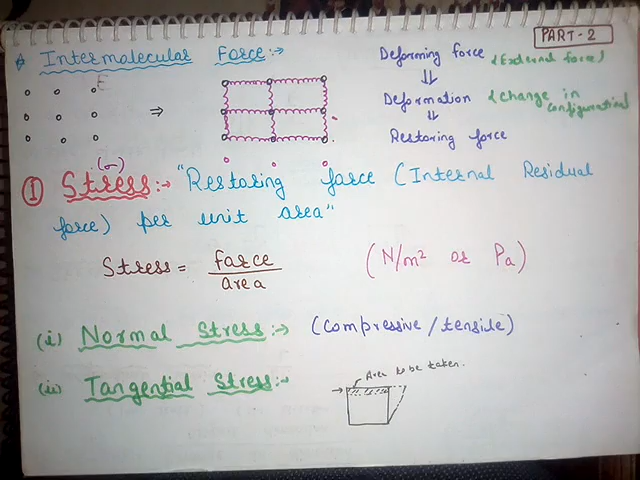 PART-2
Intermolecular Force:→
Deforming force (External force)
⇓
Deformation (Change in configuration)
⇓
Restoring force
⇒
(σ)
① Stress:→ "Restoring force (Internal Residual
force) per unit area"
Stress = force/area (N/m² or Pa)
(i) Normal Stress:→ (Compressive/tensile)
(ii) Tangential Stress:→
Area to be taken.